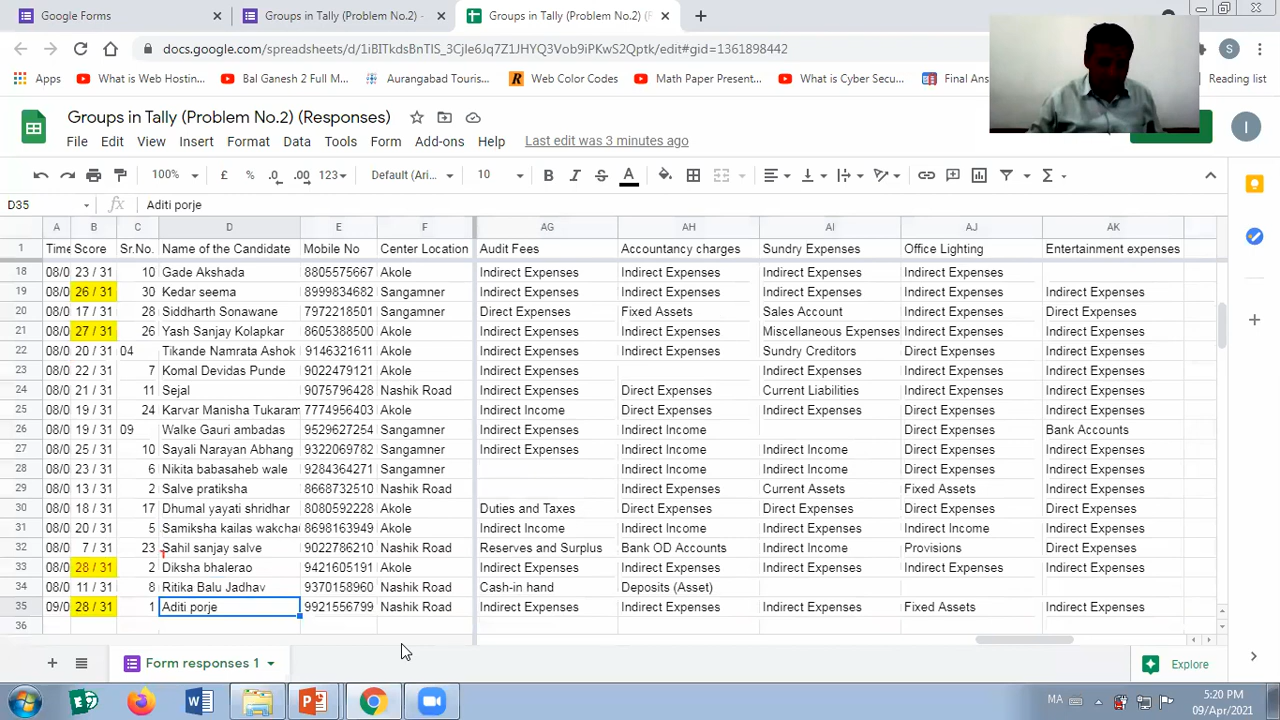 Google Forms
Groups in Tally (Problem No.2) -
Groups in Tally (Problem No.2) (
docs.google.com/spreadsheets/d/1iBITkdsBnTIS_3CjIe6Jq7Z1JHYQ3Vob9iPKwS2Qptk/edit#gid=1361898442
Apps What is Web Hostin... Bal Ganesh 2 Full M... Aurangabad Touris... Web Color Codes Math Paper Present... What is Cyber Secu... Final Ans Reading list
Groups in Tally (Problem No.2) (Responses)
File Edit View Insert Format Data Tools Form Add-ons Help Last edit was 3 minutes ago
100% £ % .0 .00 123 Default (Ari... 10 B I S A
D35 fx Aditi porje
A B C D E F AG AH AI AJ AK
1 Time Score Sr.No. Name of the Candidate Mobile No Center Location Audit Fees Accountancy charges Sundry Expenses Office Lighting Entertainment expenses
18 08/0 23 / 31 10 Gade Akshada 8805575667 Akole Indirect Expenses Indirect Expenses Indirect Expenses Indirect Expenses
19 08/0 26 / 31 30 Kedar seema 8999834682 Sangamner Indirect Expenses Indirect Expenses Indirect Expenses Indirect Expenses Indirect Expenses
20 08/0 17 / 31 28 Siddharth Sonawane 7972218501 Sangamner Direct Expenses Fixed Assets Sales Account Indirect Expenses Direct Expenses
21 08/0 27 / 31 26 Yash Sanjay Kolapkar 8605388500 Akole Indirect Expenses Indirect Expenses Miscellaneous Expenses Indirect Expenses Indirect Expenses
22 08/0 20 / 31 04 Tikande Namrata Ashok 9146321611 Akole Indirect Expenses Indirect Expenses Sundry Creditors Direct Expenses Indirect Expenses
23 08/0 22 / 31 7 Komal Devidas Punde 9022479121 Akole Indirect Expenses Indirect Expenses Indirect Expenses Indirect Expenses
24 08/0 21 / 31 11 Sejal 9075796428 Nashik Road Indirect Expenses Direct Expenses Current Liabilities Indirect Expenses Indirect Expenses
25 08/0 19 / 31 24 Karvar Manisha Tukaram 7774956403 Akole Indirect Income Direct Expenses Indirect Expenses Direct Expenses Indirect Expenses
26 08/0 19 / 31 09 Walke Gauri ambadas 9529627254 Sangamner Indirect Expenses Indirect Income Direct Expenses Bank Accounts
27 08/0 25 / 31 10 Sayali Narayan Abhang 9322069782 Sangamner Indirect Expenses Indirect Income Indirect Income Direct Expenses Indirect Expenses
28 08/0 23 / 31 6 Nikita babasaheb wale 9284364271 Sangamner Indirect Income Indirect Income Direct Expenses Indirect Expenses
29 08/0 13 / 31 2 Salve pratiksha 8668732510 Nashik Road Indirect Expenses Current Assets Fixed Assets Indirect Expenses
30 08/0 18 / 31 17 Dhumal yayati shridhar 8080592228 Akole Duties and Taxes Direct Expenses Direct Expenses Direct Expenses Indirect Expenses
31 08/0 20 / 31 5 Samiksha kailas wakcha 8698163949 Akole Indirect Income Indirect Expenses Indirect Expenses Indirect Income Indirect Expenses
32 08/0 7 / 31 23 Sahil sanjay salve 9022786210 Nashik Road Reserves and Surplus Bank OD Accounts Indirect Income Provisions Direct Expenses
33 08/0 28 / 31 2 Diksha bhalerao 9421605191 Akole Indirect Expenses Indirect Expenses Indirect Expenses Indirect Expenses Indirect Expenses
34 08/0 11 / 31 8 Ritika Balu Jadhav 9370158960 Nashik Road Cash-in hand Deposits (Asset)
35 09/0 28 / 31 1 Aditi porje 9921556799 Nashik Road Indirect Expenses Indirect Expenses Indirect Expenses Fixed Assets Indirect Expenses
36
Form responses 1 Explore
MA 5:20 PM
09/Apr/2021